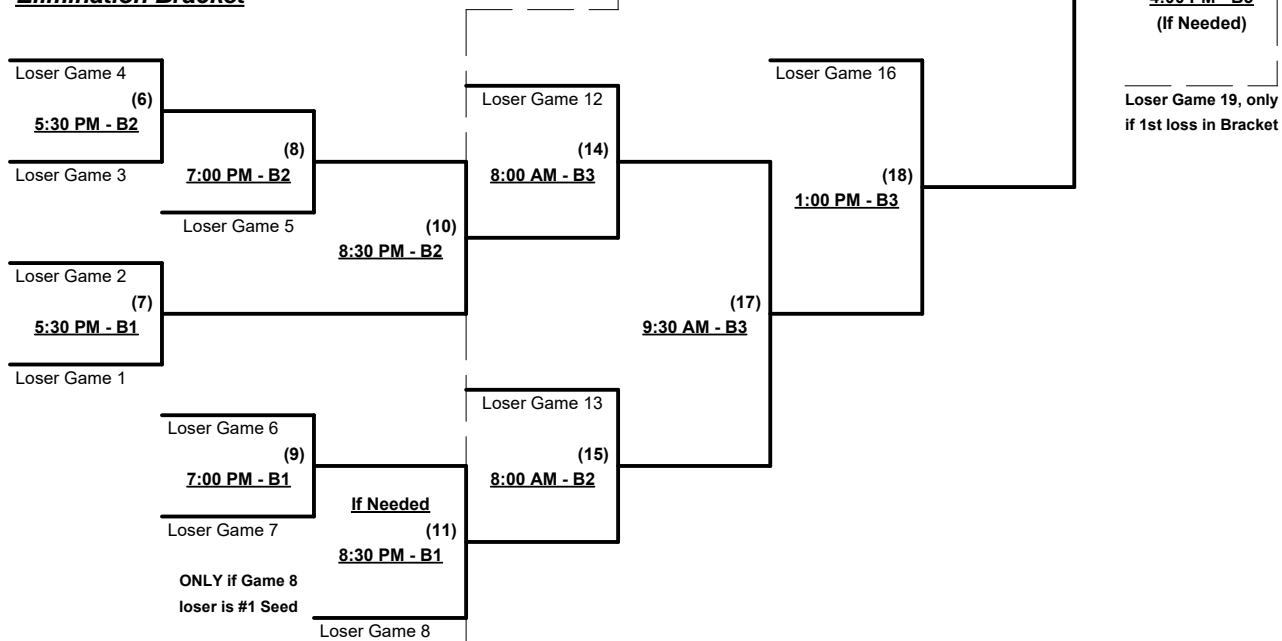 Elimination Bracket
4:00 PM - B3
(If Needed)
Loser Game 4
(6)
5:30 PM - B2
Loser Game 3
(8)
7:00 PM - B2
Loser Game 5
(10)
8:30 PM - B2
Loser Game 2
(7)
5:30 PM - B1
Loser Game 1
Loser Game 12
(14)
8:00 AM - B3
Loser Game 16
(18)
1:00 PM - B3
Loser Game 19, only
if 1st loss in Bracket
(17)
9:30 AM - B3
Loser Game 6
(9)
7:00 PM - B1
Loser Game 7
If Needed
(11)
8:30 PM - B1
ONLY if Game 8
loser is #1 Seed
Loser Game 8
Loser Game 13
(15)
8:00 AM - B2